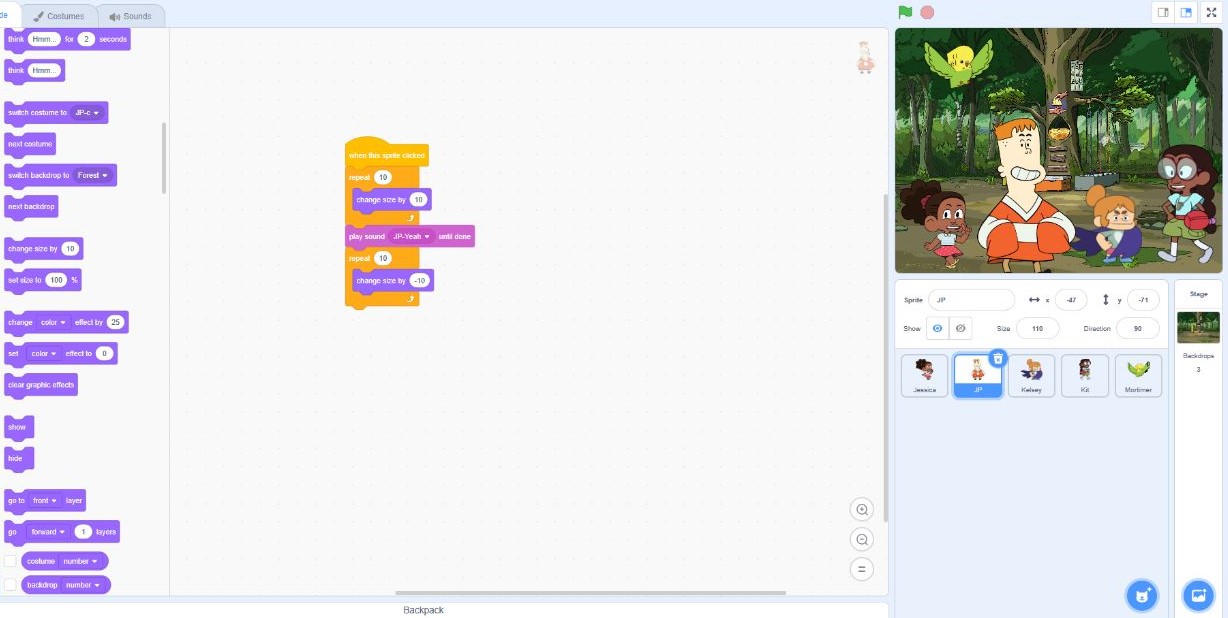 de
Costumes
Sounds
think Hmm... for 2 seconds
think Hmm...
switch costume to JP-c
next costume
switch backdrop to Forest
next backdrop
change size by 10
set size to 100 %
change color effect by 25
set color effect to 0
clear graphic effects
show
hide
go to front layer
go forward 1 layers
costume number
backdrop number
when this sprite clicked
repeat 10
change size by 10
play sound JP-Yeah until done
repeat 10
change size by -10
Backpack
Sprite JP x -47 y -71
Show Size 110 Direction 90
Jessica
JP
Kelsey
Kit
Mortimer
Stage
Backdrops
3